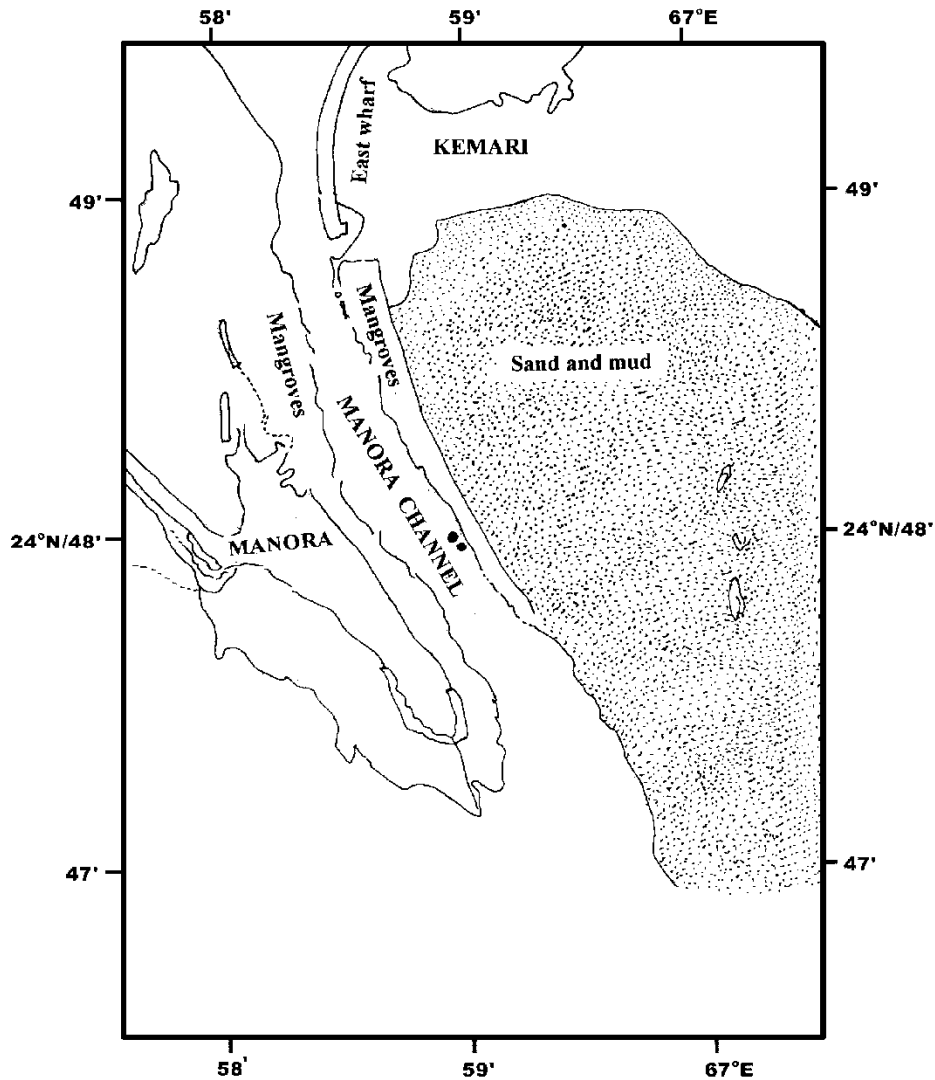 58'
59'
67°E
East wharf
KEMARI
49'
49'
Mangroves
Mangroves
Sand and mud
MANORA CHANNEL
24°N/48'
24°N/48'
MANORA
47'
47'
58'
59'
67°E